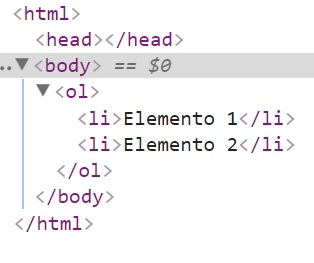 <html>
<head></head>
..▼<body> == $0
▼<ol>
<li>Elemento 1</li>
<li>Elemento 2</li>
</ol>
</body>
</html>